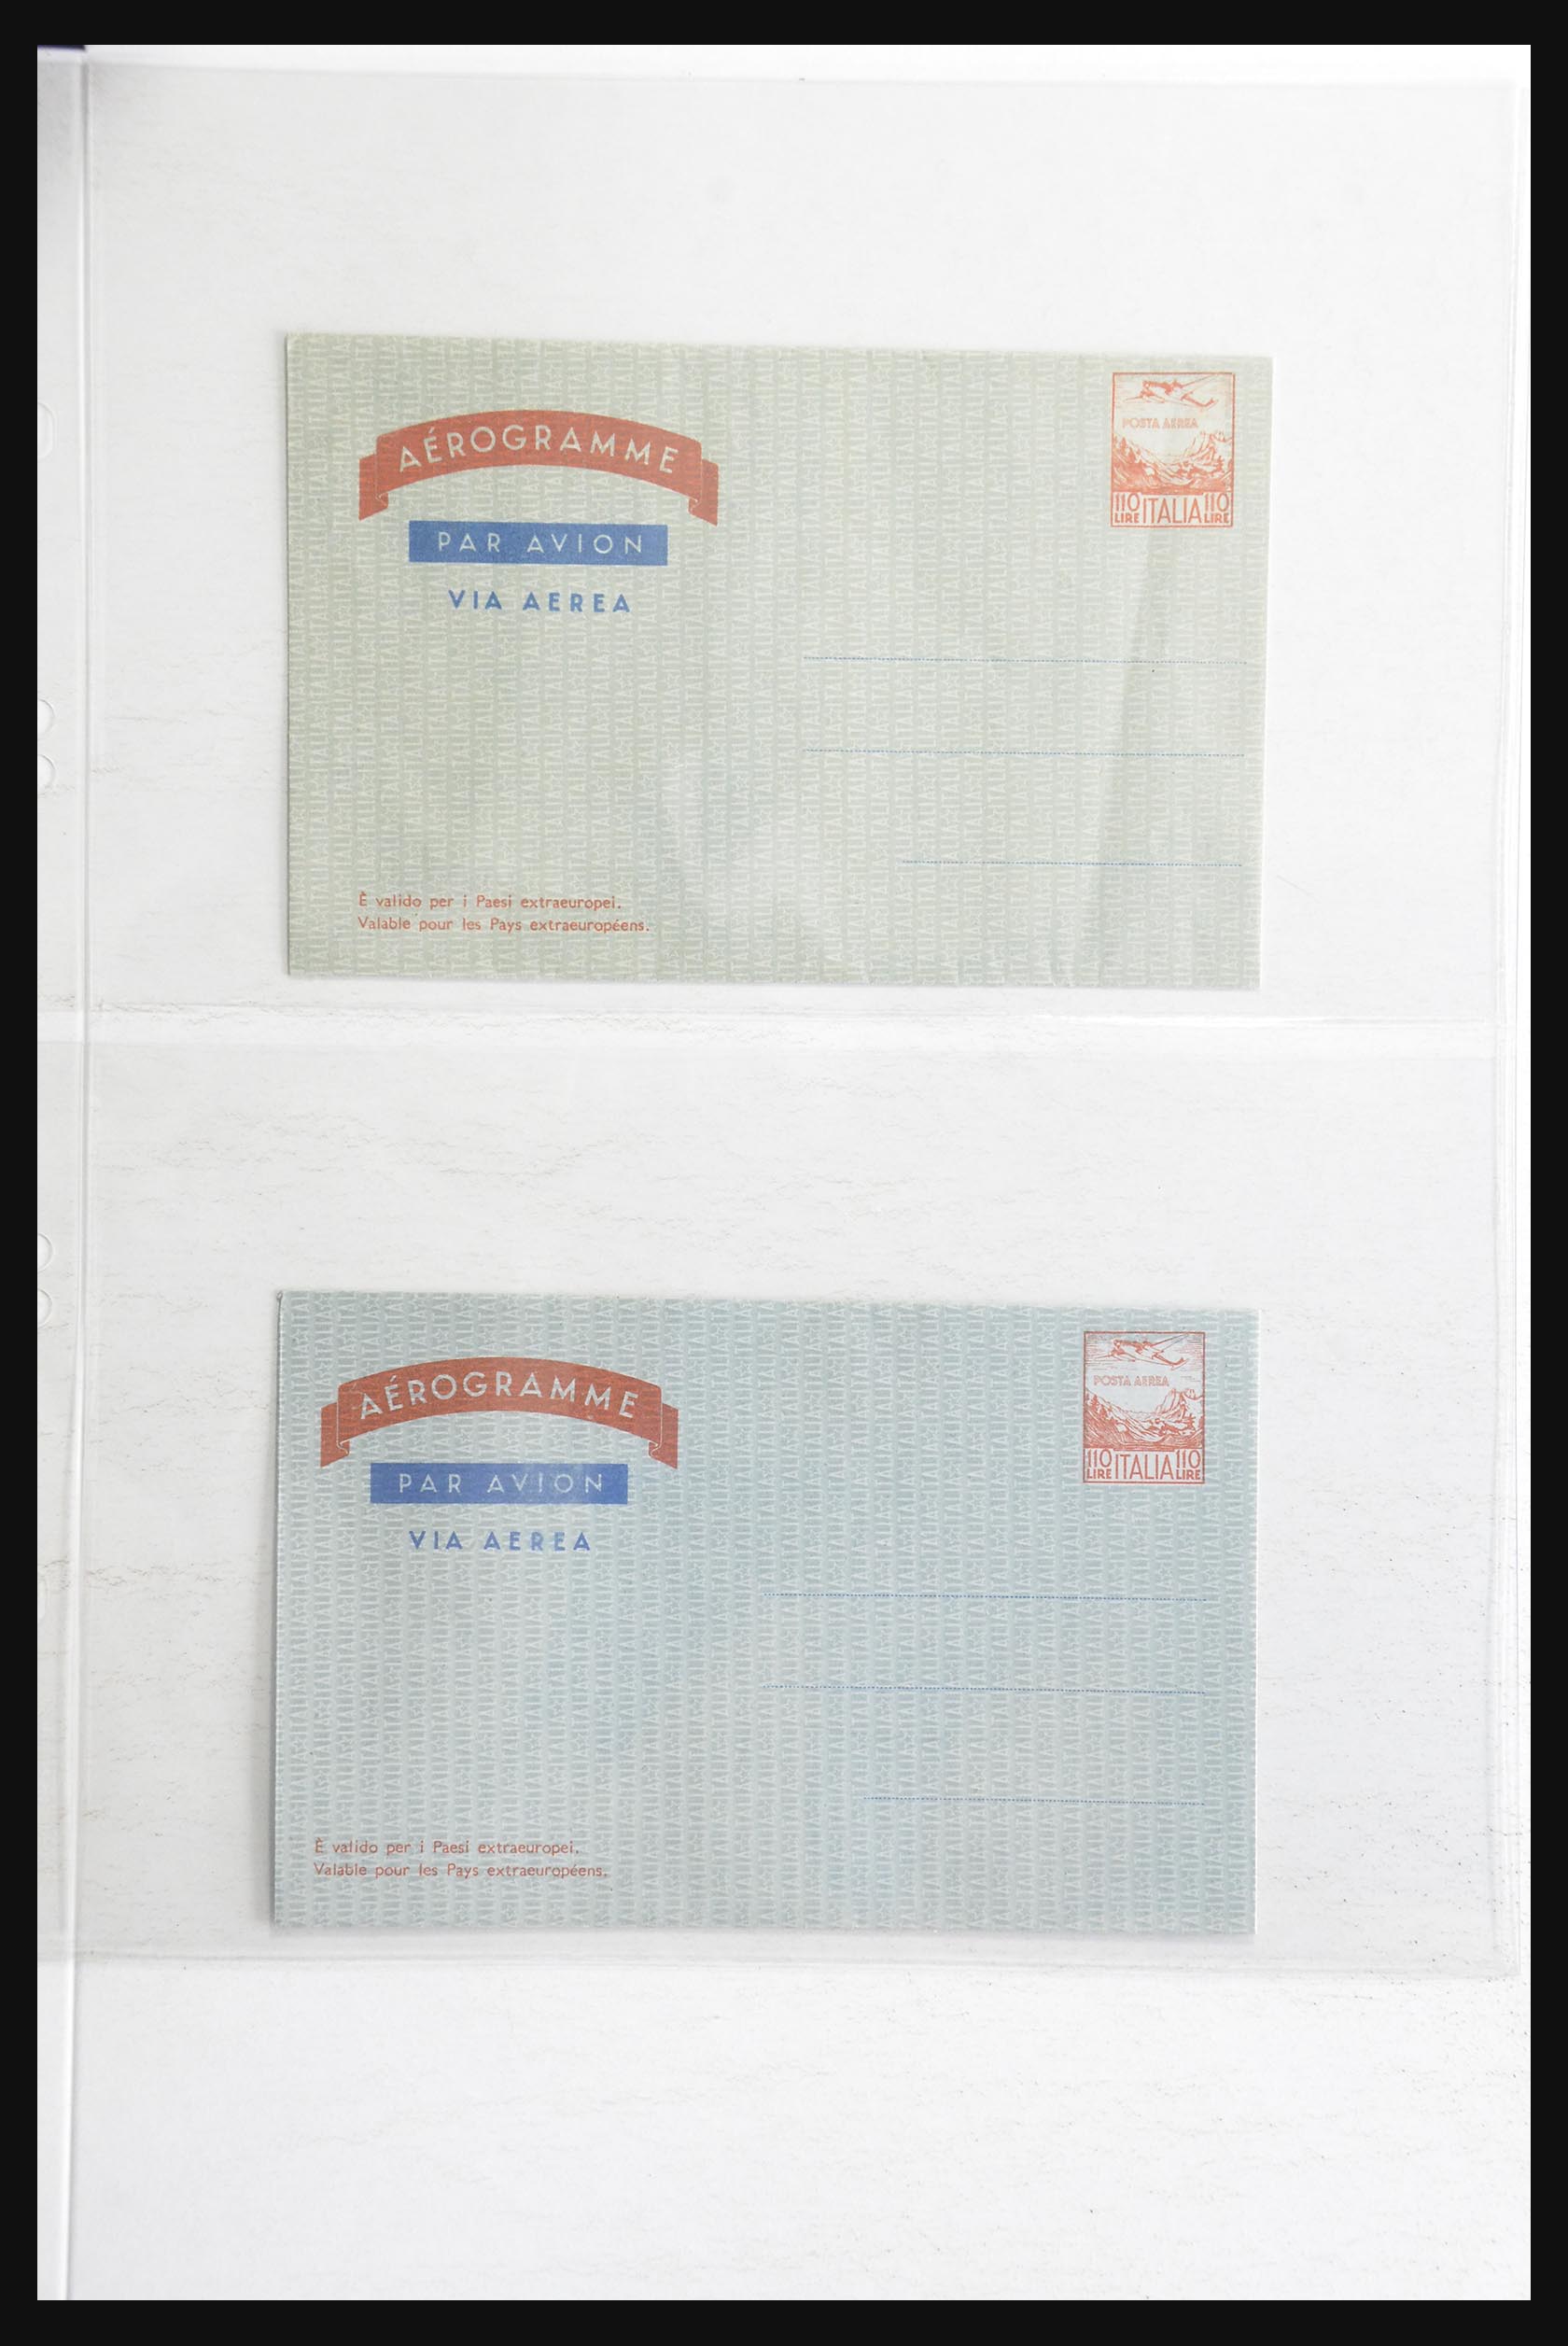 AÉROGRAMME
PAR AVION
VIA AEREA
POSTA AEREA
110 ITALIA 110
LIRE LIRE
È valido per i Paesi extraeuropei.
Valable pour les Pays extraeuropéens.
AÉROGRAMME
PAR AVION
VIA AEREA
POSTA AEREA
110 ITALIA 110
LIRE LIRE
È valido per i Paesi extraeuropei.
Valable pour les Pays extraeuropéens.